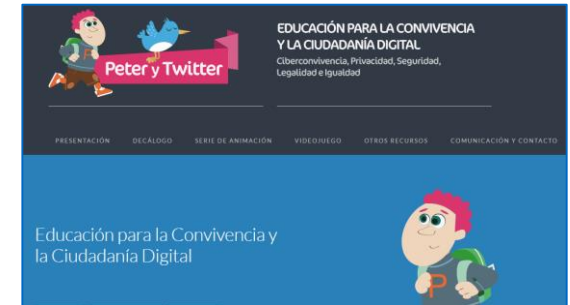 Peter y Twitter
EDUCACIÓN PARA LA CONVIVENCIA
Y LA CIUDADANÍA DIGITAL
Ciberconvivencia, Privacidad, Seguridad,
Legalidad e Igualdad
PRESENTACIÓN DECÁLOGO SERIE DE ANIMACIÓN VIDEOJUEGO OTROS RECURSOS COMUNICACIÓN Y CONTACTO
Educación para la Convivencia y
la Ciudadanía Digital
P